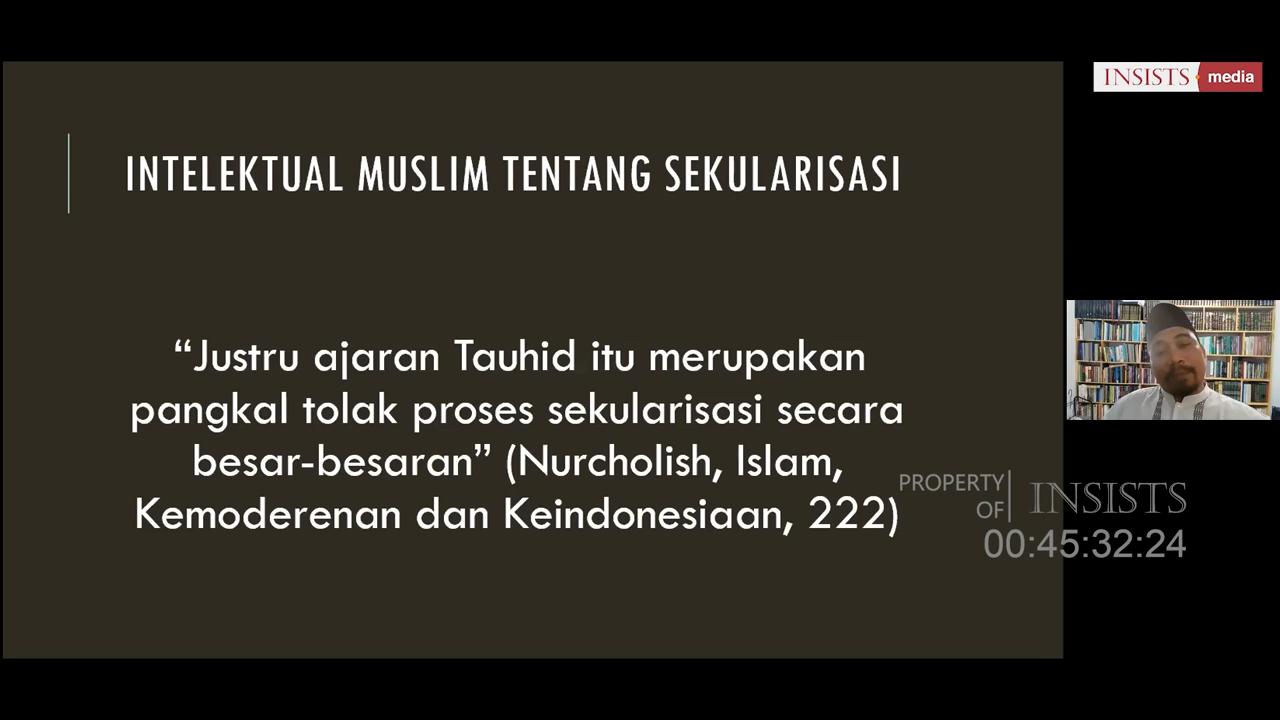 INSISTS media
INTELEKTUAL MUSLIM TENTANG SEKULARISASI
“Justru ajaran Tauhid itu merupakan
pangkal tolak proses sekularisasi secara
besar-besaran” (Nurcholish, Islam,
Kemoderenan dan Keindonesiaan, 222)
PROPERTY
OF INSISTS
00:45:32:24